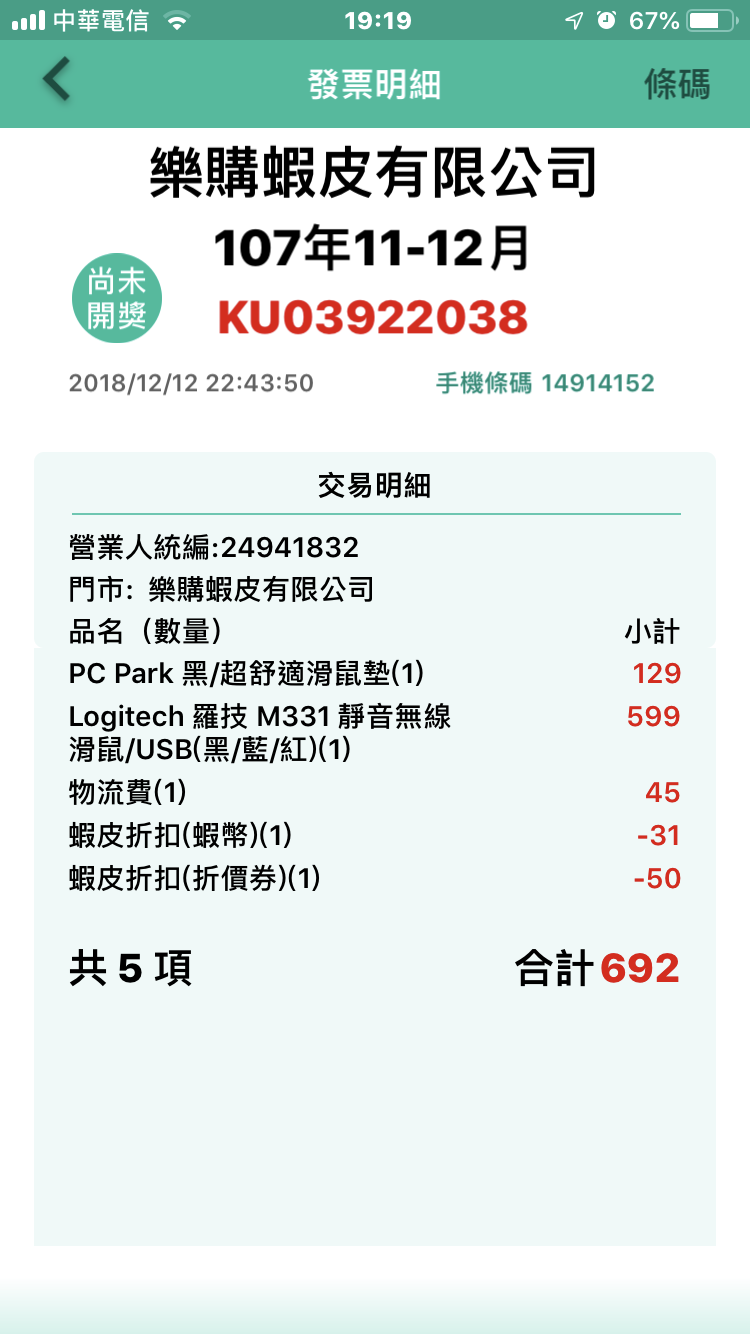 中華電信 19:19 67%
發票明細 條碼
樂購蝦皮有限公司
107年11-12月
尚未
開獎
KU03922038
2018/12/12 22:43:50 手機條碼 14914152
交易明細
營業人統編:24941832
門市: 樂購蝦皮有限公司
品名（數量） 小計
PC Park 黑/超舒適滑鼠墊(1) 129
Logitech 羅技 M331 靜音無線 599
滑鼠/USB(黑/藍/紅)(1)
物流費(1) 45
蝦皮折扣(蝦幣)(1) -31
蝦皮折扣(折價券)(1) -50
共 5 項 合計 692